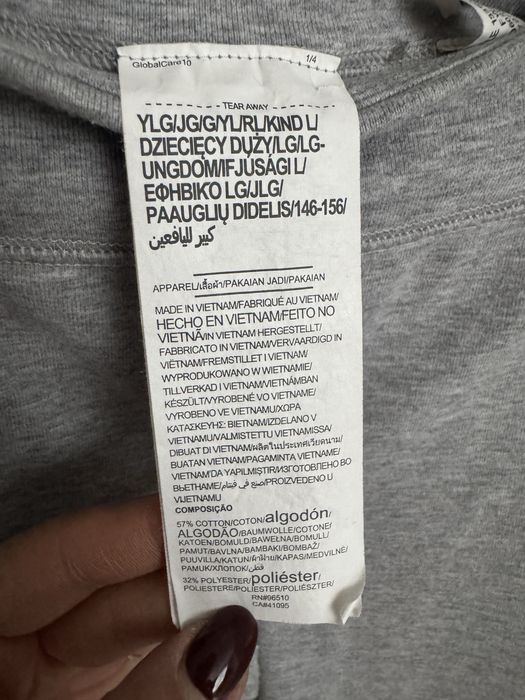 GlobalCare10 1/4
- - - - - - - - - TEAR AWAY - - - - - - - - -
YLG/JG/G/YL/RL/KIND L/
DZIECIĘCY DUŻY/LG/LG-
UNGDOM/FJUSÁGI L/
ΕΦΗΒΙΚΟ LG/JLG/
PAAUGLIŲ DIDELIS/146-156/
كبير لليافعين
APPAREL/เสื้อผ้า/PAKAIAN JADI/PAKAIAN
MADE IN VIETNAM/FABRIQUÉ AU VIETNAM/
HECHO EN VIETNAM/FEITO NO
VIETNÃ/IN VIETNAM HERGESTELLT/
FABBRICATO IN VIETNAM/VERVAARDIGD IN
VIËTNAM/FREMSTILLET I VIETNAM/
WYPRODUKOWANO W WIETNAMIE/
TILLVERKAD I VIETNAM/VIETNÁMBAN
KÉSZÜLT/VYROBENÉ VO VIETNAME/
VYROBENO VE VIETNAMU/ΧΩΡΑ
ΚΑΤΑΣΚΕΥΗΣ: ΒΙΕΤΝΑΜ/IZDELANO V
VIETNAMU/VALMISTETTU VIETNAMISSA/
DIBUAT DI VIETNAM/ผลิตในประเทศเวียดนาม/
BUATAN VIETNAM/PAGAMINTA VIETNAME/
VIETNAM'DA YAPILMIŞTIR/ИЗГОТОВЛЕНО ВО
ВЬЕТНАМЕ/صنع في فيتنام/PROIZVEDENO U
VIJETNAMU
COMPOSIÇÃO
57% COTTON/COTON/algodón/
ALGODÃO/BAUMWOLLE/COTONE/
KATOEN/BOMULD/BAWEŁNA/BOMULL/
PAMUT/BAVLNA/BAMBAKI/BOMBAŽ/
PUUVILLA/KATUN/ผ้าฝ้าย/KAPAS/MEDVILNĖ/
PAMUK/ХЛОПОК/قطن/
32% POLYESTER/poliéster/
POLIESTERE/POLIESTER/POLIÉSZTER/
RN#96510
CA#41095